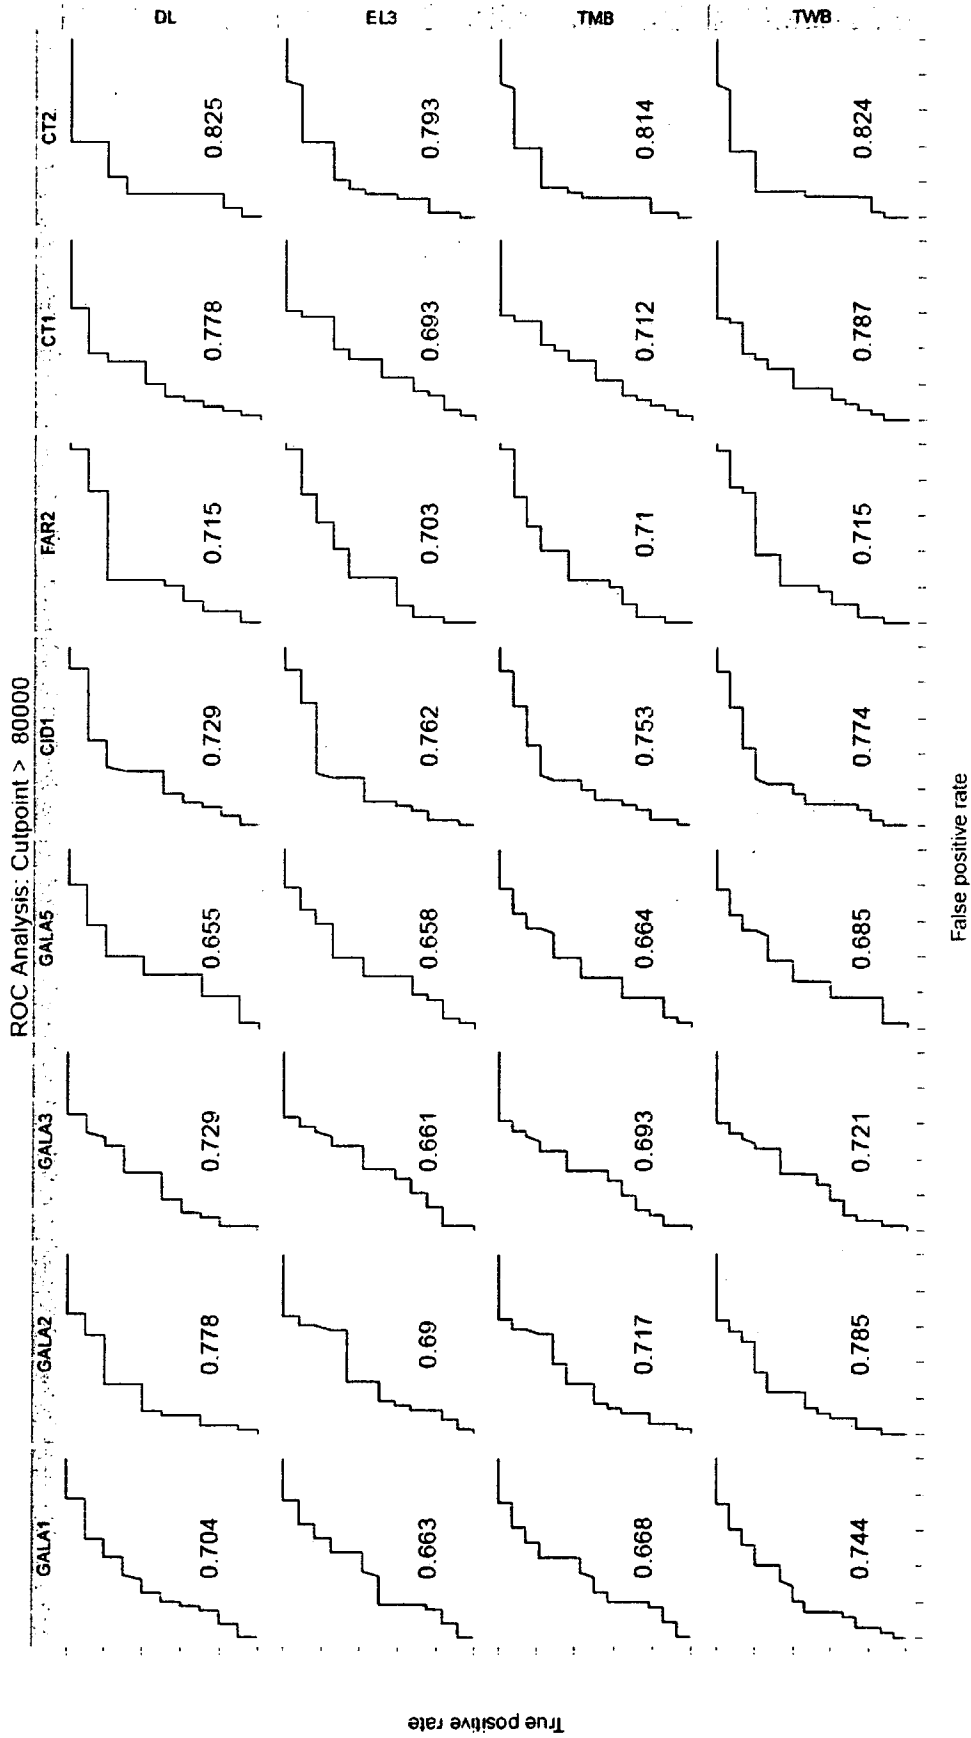 ROC Analysis: Cutpoint > 80000
GALA1 GALA2 GALA3 GALA5 CID1 FAR2 CT1 CT2
0.704 0.778 0.729 0.655 0.729 0.715 0.778 0.825 DL
0.663 0.69 0.661 0.658 0.762 0.703 0.693 0.793 EL3
0.668 0.717 0.693 0.664 0.753 0.71 0.712 0.814 TMB
0.744 0.785 0.721 0.685 0.774 0.715 0.787 0.824 TWB
True positive rate
False positive rate